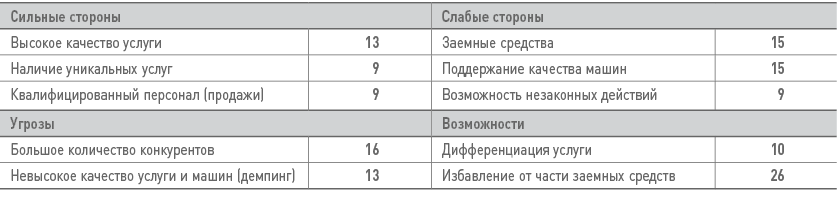 Сильные стороны Слабые стороны
Высокое качество услуги 13 Заемные средства 15
Наличие уникальных услуг 9 Поддержание качества машин 15
Квалифицированный персонал (продажи) 9 Возможность незаконных действий 9
Угрозы Возможности
Большое количество конкурентов 16 Дифференциация услуги 10
Невысокое качество услуги и машин (демпинг) 13 Избавление от части заемных средств 26